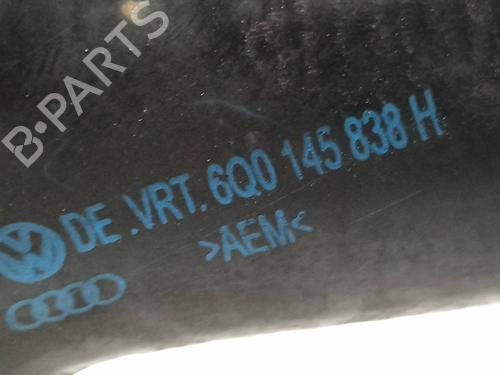 B-PARTS
DE .VRT. 6Q0 145 838 H
>AEM<